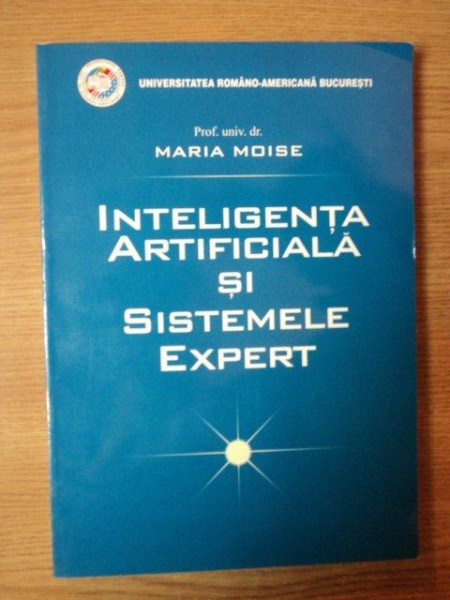 UNIVERSITATEA ROMÂNO-AMERICANĂ BUCUREȘTI
Prof. univ. dr.
MARIA MOISE
INTELIGENȚA
ARTIFICIALĂ
ȘI
SISTEMELE
EXPERT